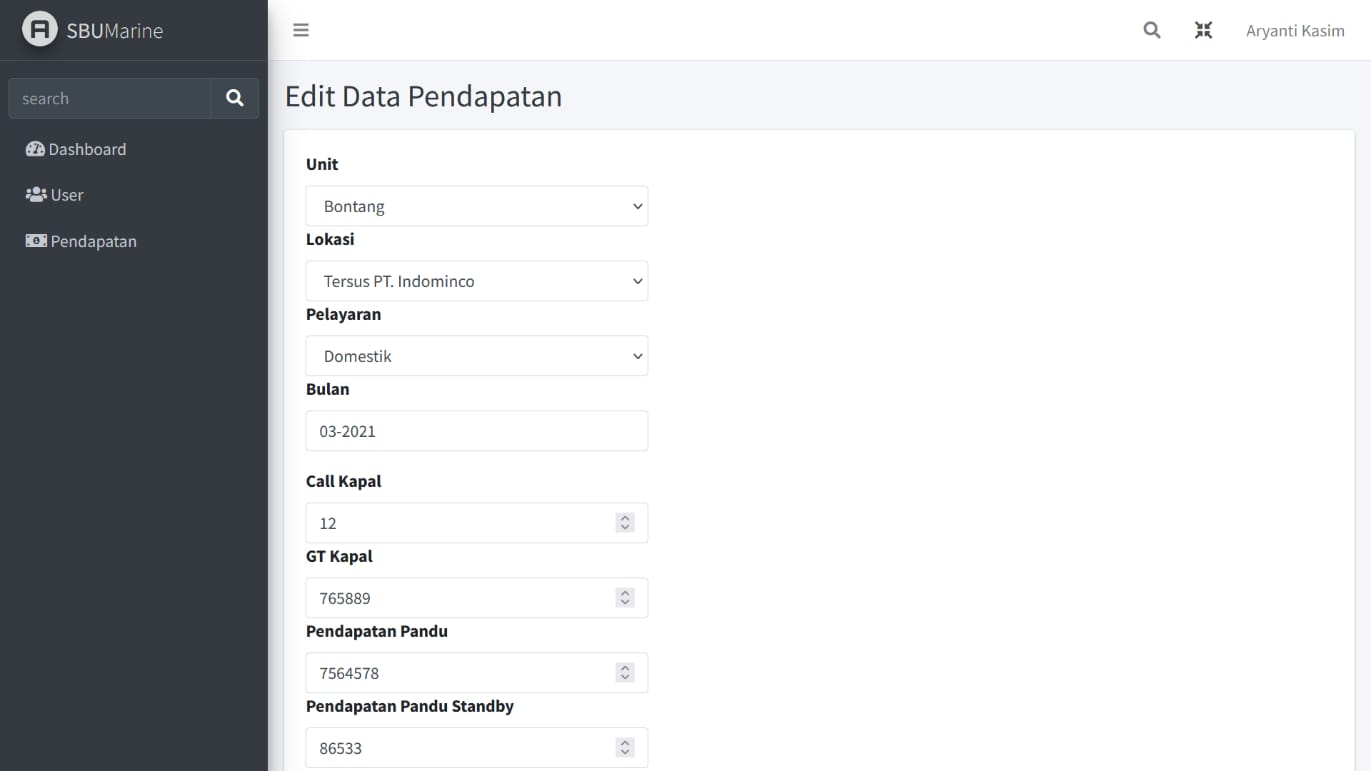 SBUMarine
Aryanti Kasim
search
Dashboard
User
Pendapatan
Edit Data Pendapatan
Unit
Bontang
Lokasi
Tersus PT. Indominco
Pelayaran
Domestik
Bulan
03-2021
Call Kapal
12
GT Kapal
765889
Pendapatan Pandu
7564578
Pendapatan Pandu Standby
86533